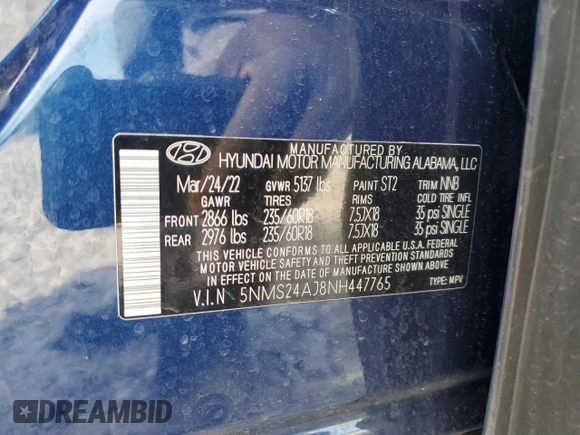 MANUFACTURED BY
HYUNDAI MOTOR MANUFACTURING ALABAMA, LLC
Mar/24/22 GVWR 5137 lbs PAINT ST2 TRIM NNB
GAWR TIRES RIMS COLD TIRE INFL
FRONT 2866 lbs 235/60R18 7.5JX18 35 psi SINGLE
REAR 2976 lbs 235/60R18 7.5JX18 35 psi SINGLE
THIS VEHICLE CONFORMS TO ALL APPLICABLE U.S.A. FEDERAL
MOTOR VEHICLE SAFETY AND THEFT PREVENTION STANDARDS IN
EFFECT ON THE DATE OF MANUFACTURE SHOWN ABOVE.
V.I.N 5NMS24AJ8NH447765 TYPE: MPV
DREAMBID